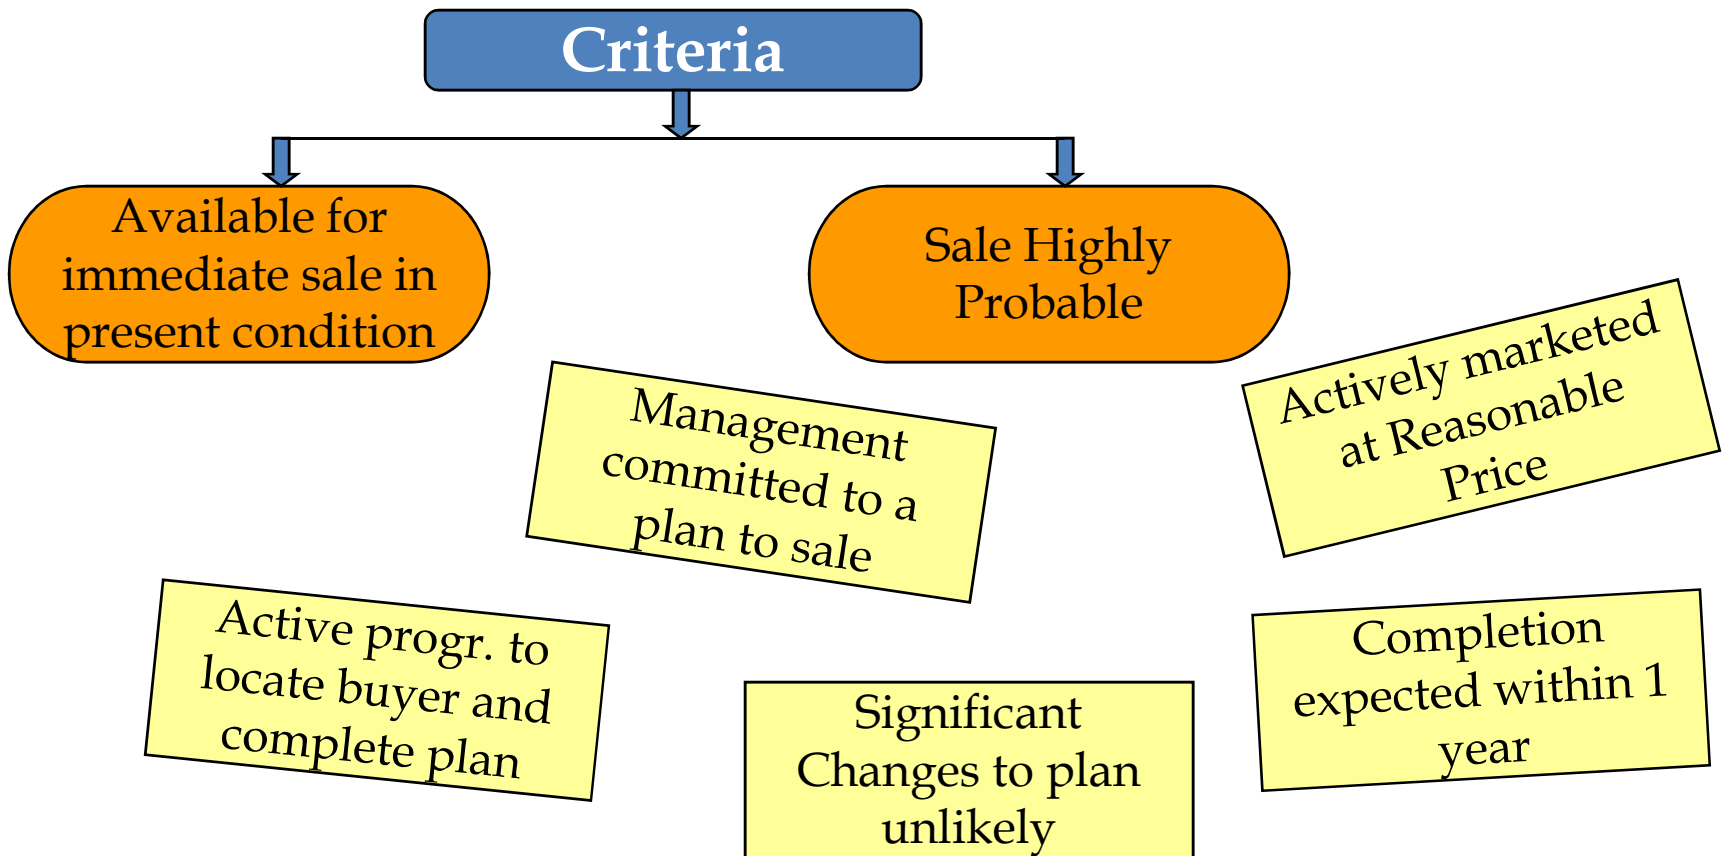 Criteria
Available for
immediate sale in
present condition
Sale Highly
Probable
Actively marketed
at Reasonable
Price
Management
committed to a
plan to sale
Active progr. to
locate buyer and
complete plan
Significant
Changes to plan
unlikely
Completion
expected within 1
year